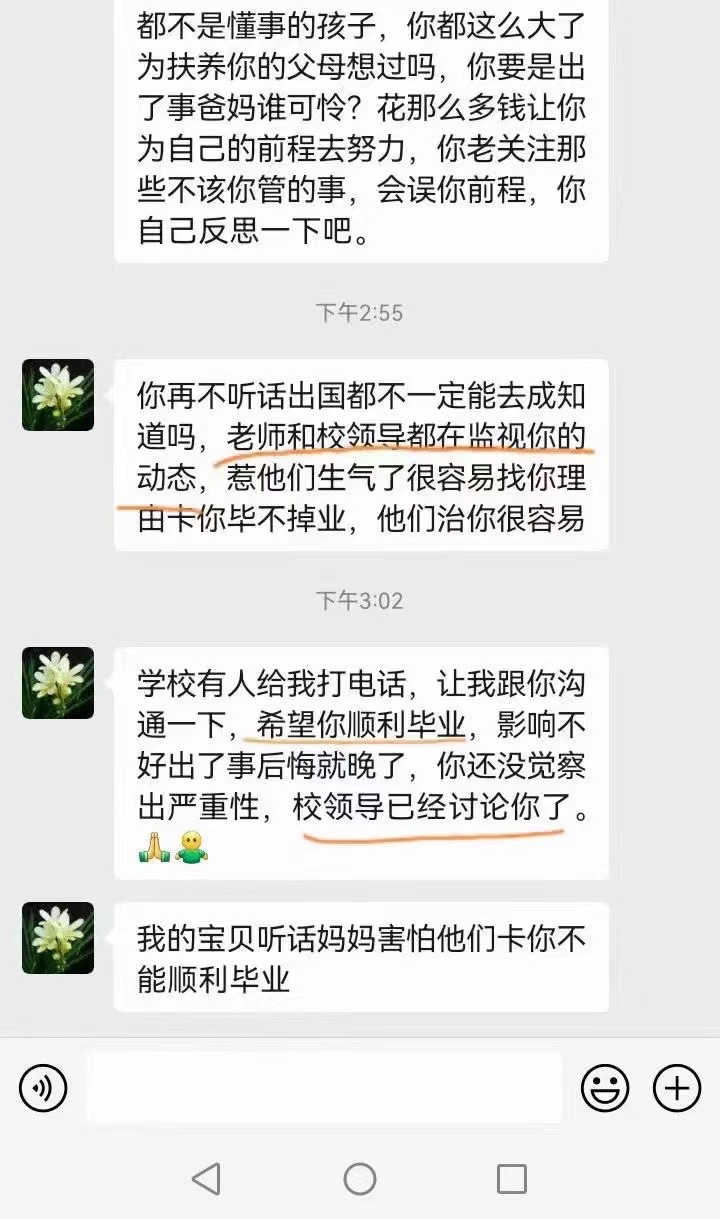 都不是懂事的孩子，你都这么大了
为扶养你的父母想过吗，你要是出
了事爸妈谁可怜？花那么多钱让你
为自己的前程去努力，你老关注那
些不该你管的事，会误你前程，你
自己反思一下吧。
下午2:55
你再不听话出国都不一定能去成知
道吗，老师和校领导都在监视你的
动态，惹他们生气了很容易找你理
由卡你毕不掉业，他们治你很容易
下午3:02
学校有人给我打电话，让我跟你沟
通一下，希望你顺利毕业，影响不
好出了事后悔就晚了，你还没觉察
出严重性，校领导已经讨论你了。
我的宝贝听话妈妈害怕他们卡你不
能顺利毕业